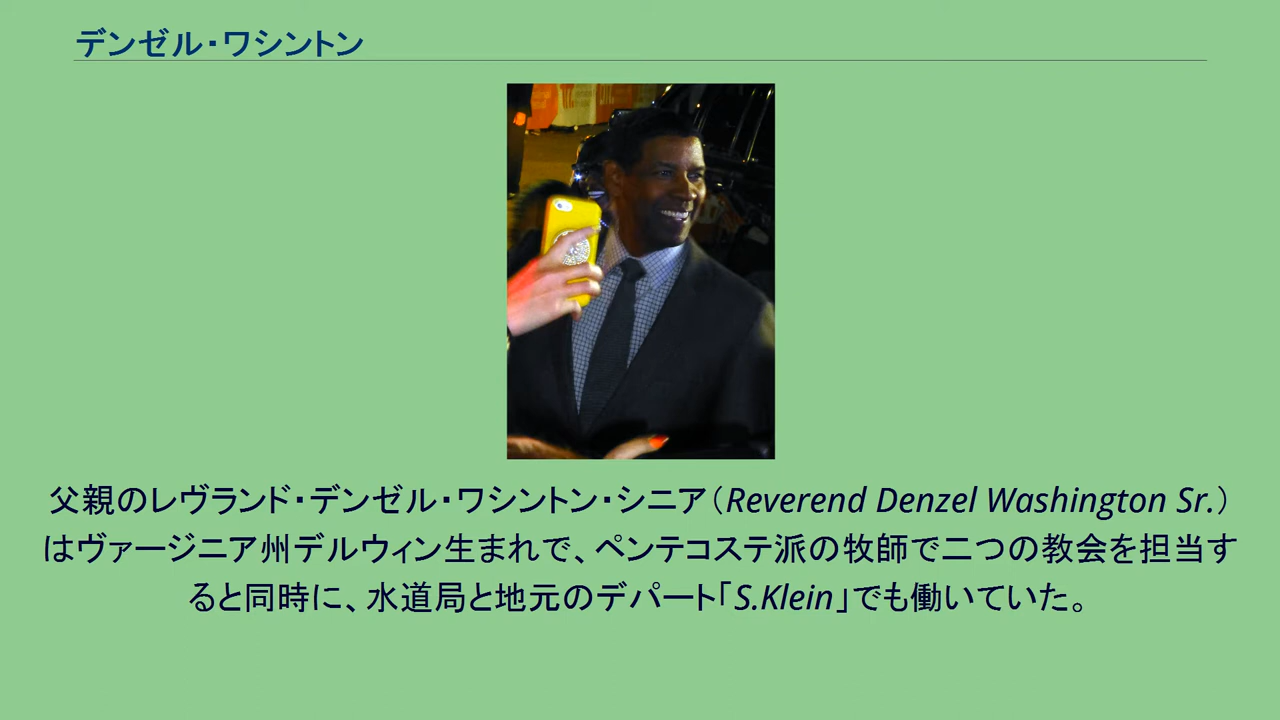 デンゼル・ワシントン
父親のレヴランド・デンゼル・ワシントン・シニア（Reverend Denzel Washington Sr.）
はヴァージニア州デルウィン生まれで、ペンテコステ派の牧師で二つの教会を担当す
ると同時に、水道局と地元のデパート「S.Klein」でも働いていた。